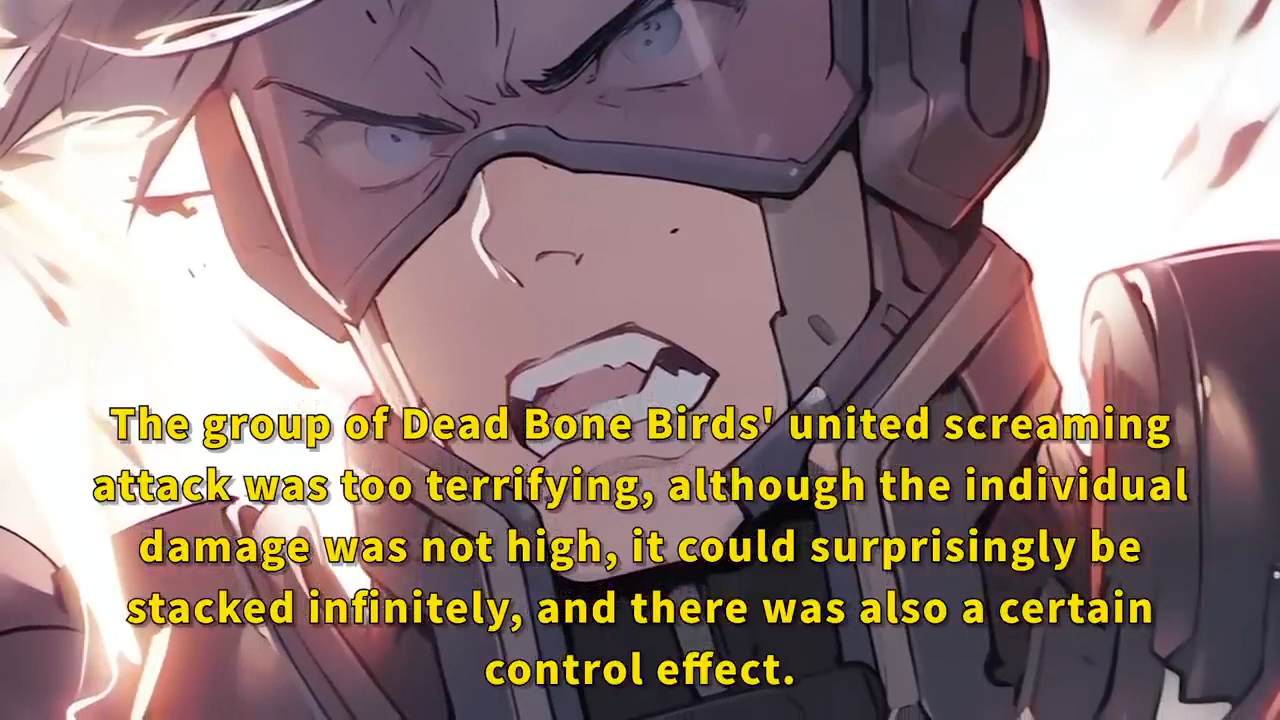 The group of Dead Bone Birds' united screaming
attack was too terrifying, although the individual
damage was not high, it could surprisingly be
stacked infinitely, and there was also a certain
control effect.